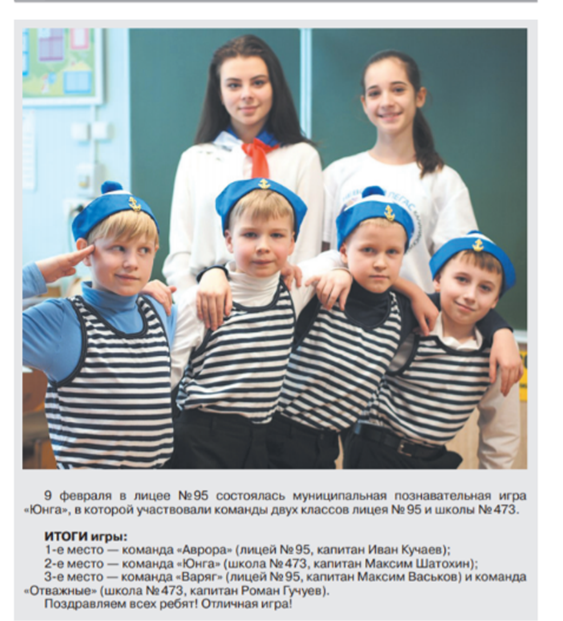 9 февраля в лицее №95 состоялась муниципальная познавательная игра
«Юнга», в которой участвовали команды двух классов лицея №95 и школы №473.
ИТОГИ игры:
1-е место — команда «Аврора» (лицей №95, капитан Иван Кучаев);
2-е место — команда «Юнга» (школа №473, капитан Максим Шатохин);
3-е место — команда «Варяг» (лицей №95, капитан Максим Васьков) и команда
«Отважные» (школа №473, капитан Роман Гучуев).
Поздравляем всех ребят! Отличная игра!